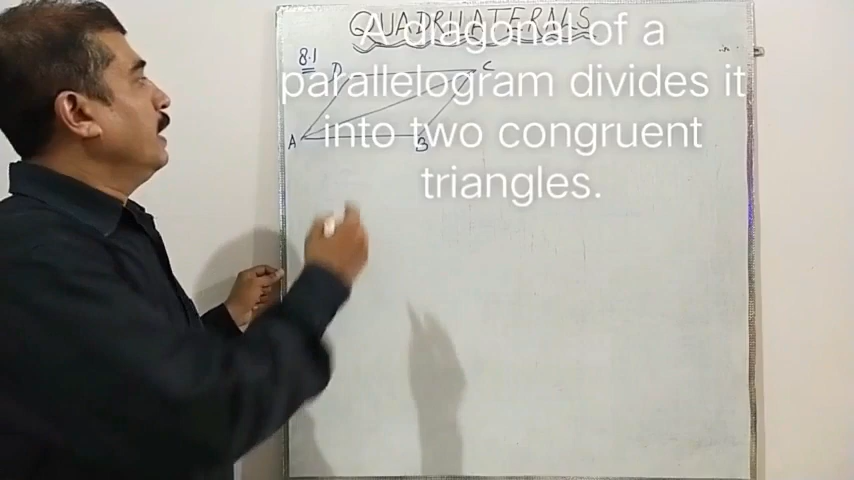 QUADRILATERALS
A diagonal of a
8.1
D C
parallelogram divides it
A B
into two congruent
triangles.